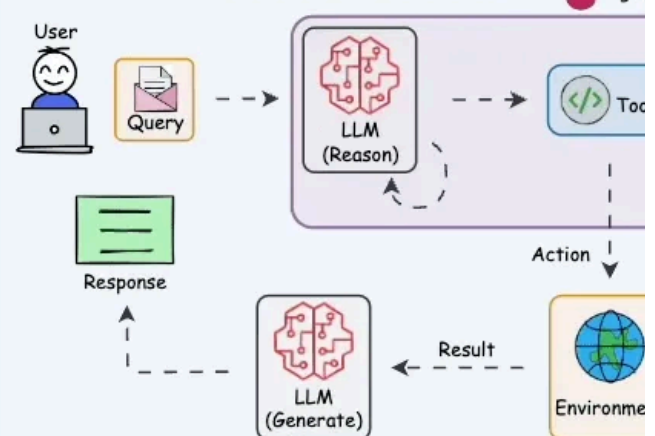 User
Query
LLM
(Reason)
Response
Action
LLM
(Generate)
Result